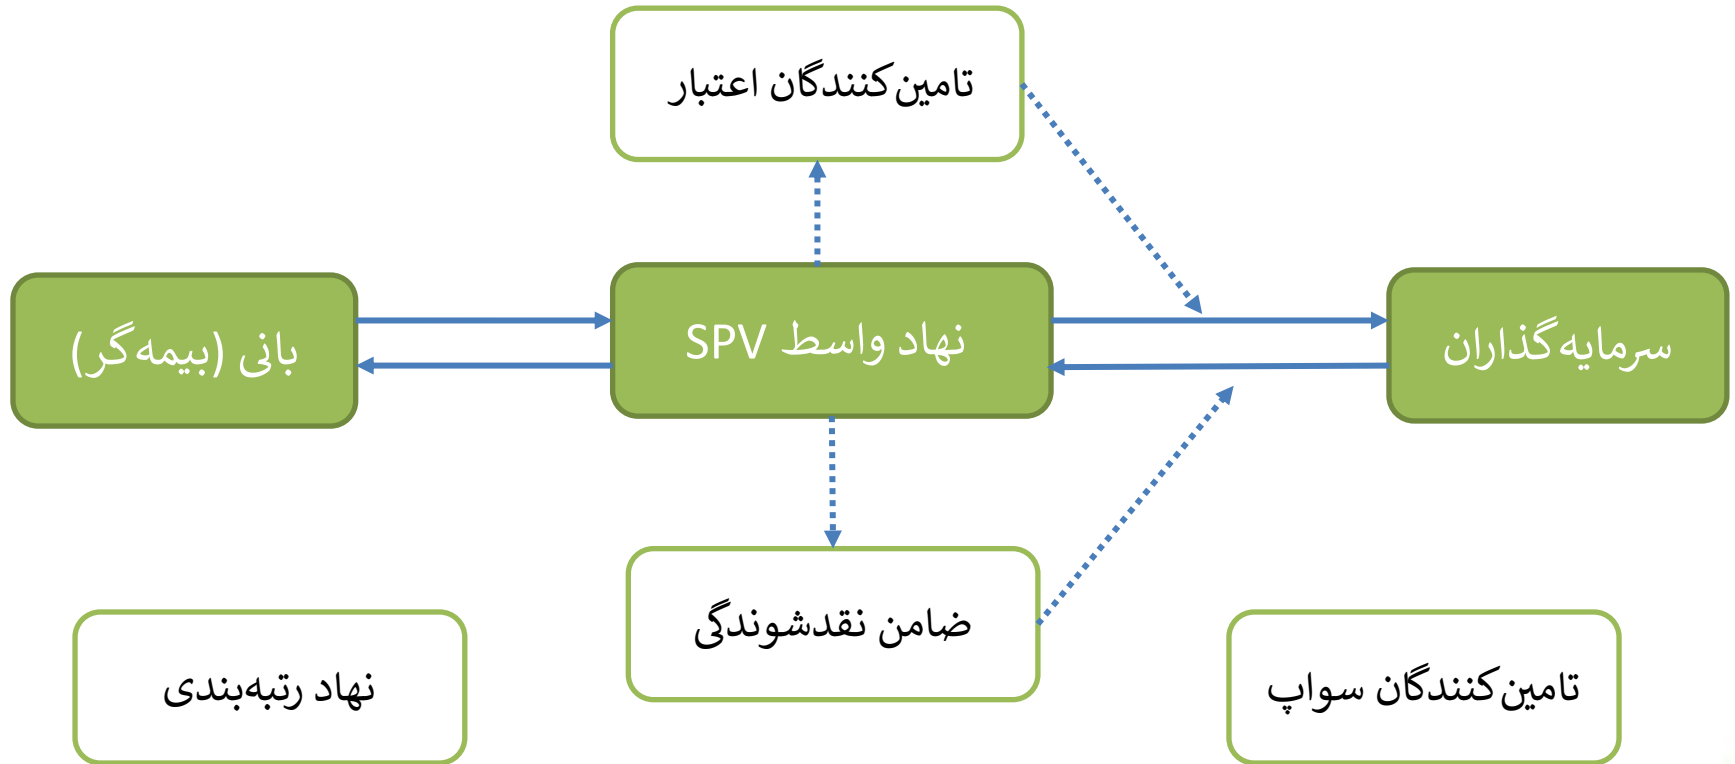 تامین‌کنندگان اعتبار
سرمایه‌گذاران
نهاد واسط SPV
بانی (بیمه‌گر)
ضامن نقدشوندگی
تامین‌کنندگان سواپ
نهاد رتبه‌بندی